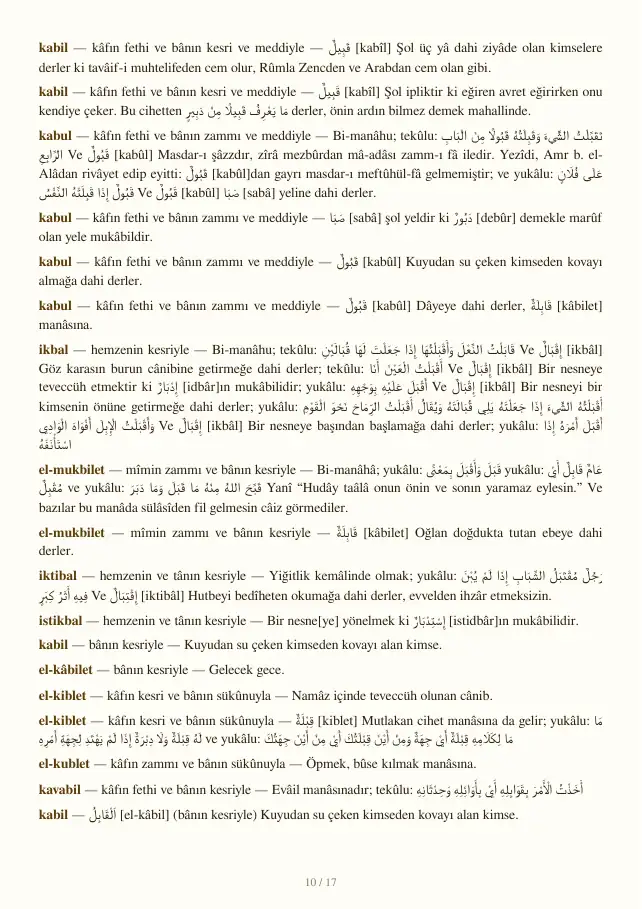 kabil — kâfın fethi ve bânın kesri ve meddiyle — قَبِيلٌ [kabîl] Şol üç yâ dahi ziyâde olan kimselere
derler ki tavâif-i muhtelifeden cem olur, Rûmla Zencden ve Arabdan cem olan gibi.
kabil — kâfın fethi ve bânın kesri ve meddiyle — قَبِيلٌ [kabîl] Şol ipliktir ki eğiren avret eğirirken onu
kendiye çeker. Bu cihetten مَا يَعْرِفُ قَبِيلًا مِنْ دَبِيرٍ derler, önin ardın bilmez demek mahallinde.
kabul — kâfın fethi ve bânın zammı ve meddiyle — Bi-manâhu; tekûlu: تَقَبَّلْتُ الشَّيءَ وَقَبِلْتُهُ قَبُولًا مِنَ الْبَابِ
الرَّابِعِ Ve قَبُولٌ [kabûl] Masdar-ı şâzzdır, zîrâ mezbûrdan mâ-adâsı zamm-ı fâ iledir. Yezîdi, Amr b. el-
Alâdan rivâyet edip eyitti: قَبُولٌ [kabûl]dan gayrı masdar-ı meftûhül-fâ gelmemiştir; ve yukâlu: عَلَى فُلَانٍ
قَبُولٌ إِذَا قَبِلَتْهُ النَّفْسُ Ve قَبُولٌ [kabûl] صَبَا [sabâ] yeline dahi derler.
kabul — kâfın fethi ve bânın zammı ve meddiyle — صَبَا [sabâ] şol yeldir ki دَبُورٌ [debûr] demekle marûf
olan yele mukâbildir.
kabul — kâfın fethi ve bânın zammı ve meddiyle — قَبُولٌ [kabûl] Kuyudan su çeken kimseden kovayı
almağa dahi derler.
kabul — kâfın fethi ve bânın zammı ve meddiyle — قَبُولٌ [kabûl] Dâyeye dahi derler, قَابِلَةٌ [kâbilet]
manâsına.
ikbal — hemzenin kesriyle — Bi-manâhu; tekûlu: قَابَلْتُ النَّعْلَ وَأَقْبَلْتُهَا إِذَا جَعَلْتَ لَهَا قُبَالَيْنِ Ve إِقْبَالٌ [ikbâl]
Göz karasın burun cânibine getirmeğe dahi derler; tekûlu: أَقْبَلْتُ الْعَيْنَ أَنَا Ve إِقْبَالٌ [ikbâl] Bir nesneye
teveccüh etmektir ki إِدْبَارٌ [idbâr]ın mukâbilidir; yukâlu: أَقْبَلَ عَلَيْهِ بِوَجْهِهِ Ve إِقْبَالٌ [ikbâl] Bir nesneyi bir
kimsenin önüne getirmeğe dahi derler; yukâlu: أَقْبَلْتُهُ الشَّيءَ إِذَا جَعَلْتَهُ يَلِى قُبَالَتَهُ وَيُقَالُ أَقْبَلْتُ الرِّمَاحَ نَحْوَ الْقَوْمِ
وَأَقْبَلْتُ الْإِبِلَ أَفْوَاهَ الْوَادِى Ve إِقْبَالٌ [ikbâl] Bir nesneye başından başlamağa dahi derler; yukâlu: أَقْبَلَ أَمْرَهُ إِذَا
اسْتَأْنَفَهُ
el-mukbilet — mîmin zammı ve bânın kesriyle — Bi-manâhâ; yukâlu: قَبَلَ وَأَقْبَلَ بِمَعْنًى yukâlu: عَامٌ قَابِلٌ أَىْ
مُقْبِلٌ ve yukâlu: قَبَّحَ اللهُ مِنْهُ مَا قَبَلَ وَمَا دَبَرَ Yanî “Hudây taâlâ onun önin ve sonın yaramaz eylesin.” Ve
bazılar bu manâda sülâsîden fiil gelmesin câiz görmediler.
el-mukbilet — mîmin zammı ve bânın kesriyle — قَابِلَةٌ [kâbilet] Oğlan doğdukta tutan ebeye dahi
derler.
iktibal — hemzenin ve tânın kesriyle — Yiğitlik kemâlinde olmak; yukâlu: رَجُلٌ مُقْتَبَلُ الشَّبَابِ إِذَا لَمْ يُبْنَ
فِيهِ أَثَرُ كِبَرٍ Ve إِقْتِبَالٌ [iktibâl] Hutbeyi bedîheten okumağa dahi derler, evvelden ihzâr etmeksizin.
istikbal — hemzenin ve tânın kesriyle — Bir nesne[ye] yönelmek ki إِسْتِدْبَارٌ [istidbâr]ın mukâbilidir.
kabil — bânın kesriyle — Kuyudan su çeken kimseden kovayı alan kimse.
el-kâbilet — bânın kesriyle — Gelecek gece.
el-kiblet — kâfın kesri ve bânın sükûnuyla — Namâz içinde teveccüh olunan cânib.
el-kiblet — kâfın kesri ve bânın sükûnuyla — قِبْلَةٌ [kiblet] Mutlakan cihet manâsına da gelir; yukâlu: مَا
لَهُ قِبْلَةٌ وَلَا دِبْرَةٌ إِذَا لَمْ يَهْتَدِ لِجِهَةِ أَمْرِهِ ve yukâlu: مَا لِكَلَامِهِ قِبْلَةٌ أَىْ جِهَةٌ وَمِنْ أَيْنَ قِبْلَتُكَ أَىْ مِنْ أَيْنَ جِهَتُكَ
el-kublet — kâfın zammı ve bânın sükûnuyla — Öpmek, bûse kılmak manâsına.
kavabil — kâfın fethi ve bânın kesriyle — Evâil manâsınadır; tekûlu: أَخَذْتُ الْأَمْرَ بِقَوَابِلِهِ أَىْ بِأَوَائِلِهِ وَحِدْثَانِهِ
kabil — اَلْقَابِلُ [el-kâbil] (bânın kesriyle) Kuyudan su çeken kimseden kovayı alan kimse.
10 / 17